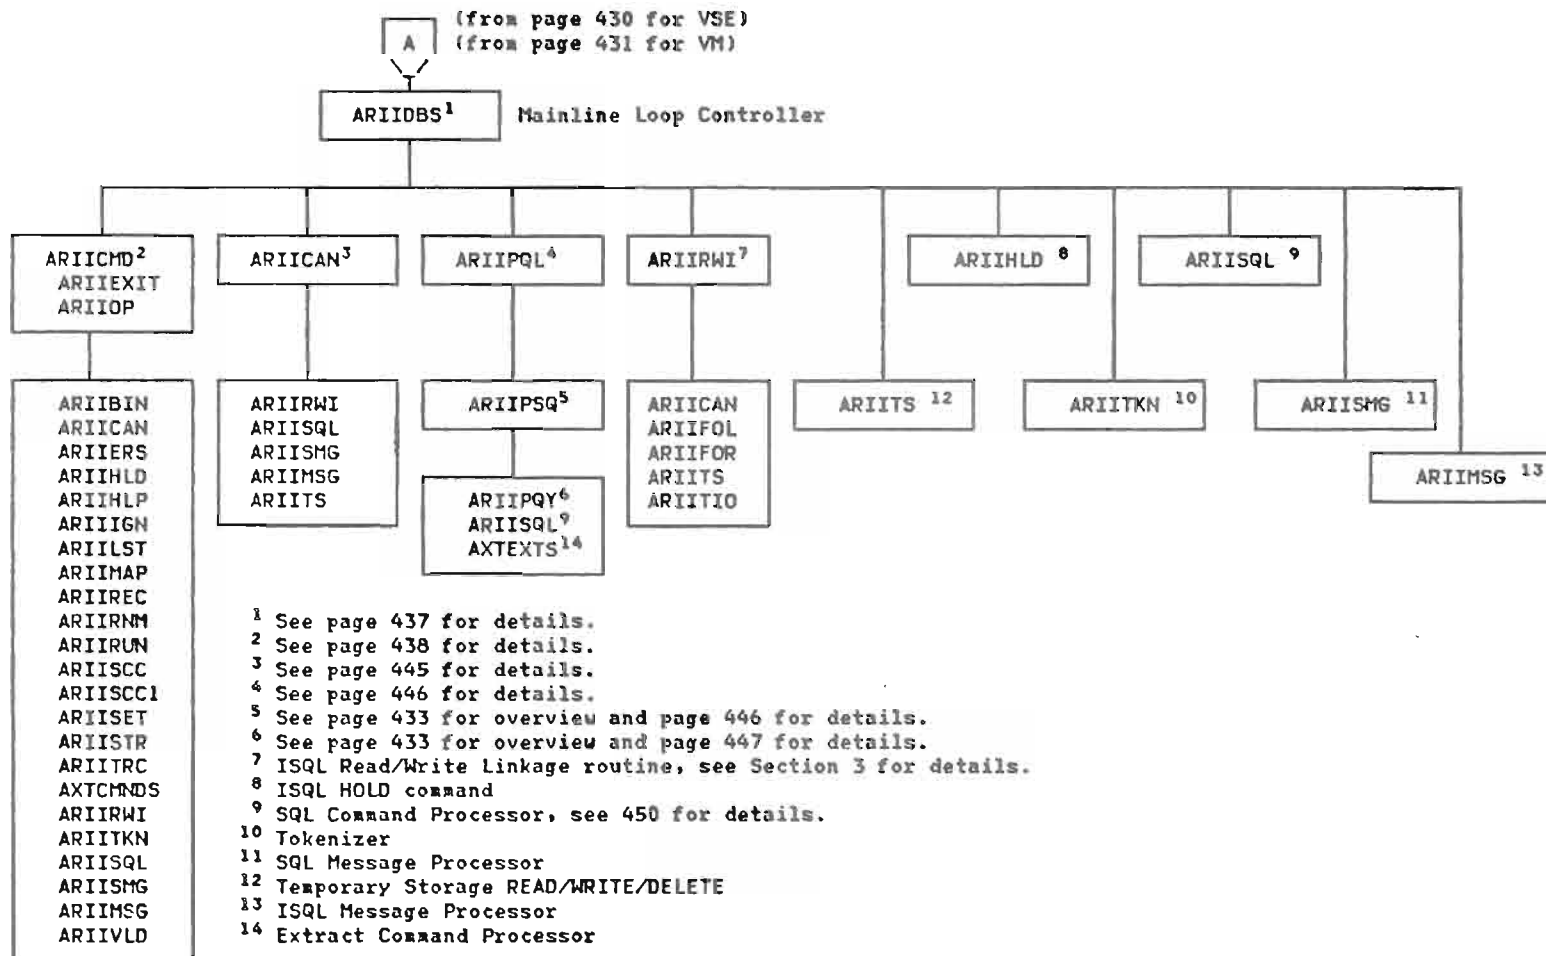 (from page 430 for VSE)
A (from page 431 for VM)
ARIIDBS1 Mainline Loop Controller
ARIICMD2
ARIIEXIT
ARIIOP
ARIICAN3
ARIIPQL4
ARIIRWI7
ARIIHLD 8
ARIISQL 9
ARIIBIN
ARIICAN
ARIIERS
ARIIHLD
ARIIHLP
ARIIIGN
ARIILST
ARIIMAP
ARIIREC
ARIIRNM
ARIIRUN
ARIISCC
ARIISCC1
ARIISET
ARIISTR
ARIITRC
AXTCMNDS
ARIIRWI
ARIITKN
ARIISQL
ARIISMG
ARIIMSG
ARIIVLD
ARIIRWI
ARIISQL
ARIISMG
ARIIMSG
ARIITS
ARIIPSQ5
ARIIPQY6
ARIISQL9
AXTEXTS14
ARIICAN
ARIIFOL
ARIIFOR
ARIITS
ARIITIO
ARIITS 12
ARIITKN 10
ARIISMG 11
ARIIMSG 13
1 See page 437 for details.
2 See page 438 for details.
3 See page 445 for details.
4 See page 446 for details.
5 See page 433 for overview and page 446 for details.
6 See page 433 for overview and page 447 for details.
7 ISQL Read/Write Linkage routine, see Section 3 for details.
8 ISQL HOLD command
9 SQL Command Processor, see 450 for details.
10 Tokenizer
11 SQL Message Processor
12 Temporary Storage READ/WRITE/DELETE
13 ISQL Message Processor
14 Extract Command Processor